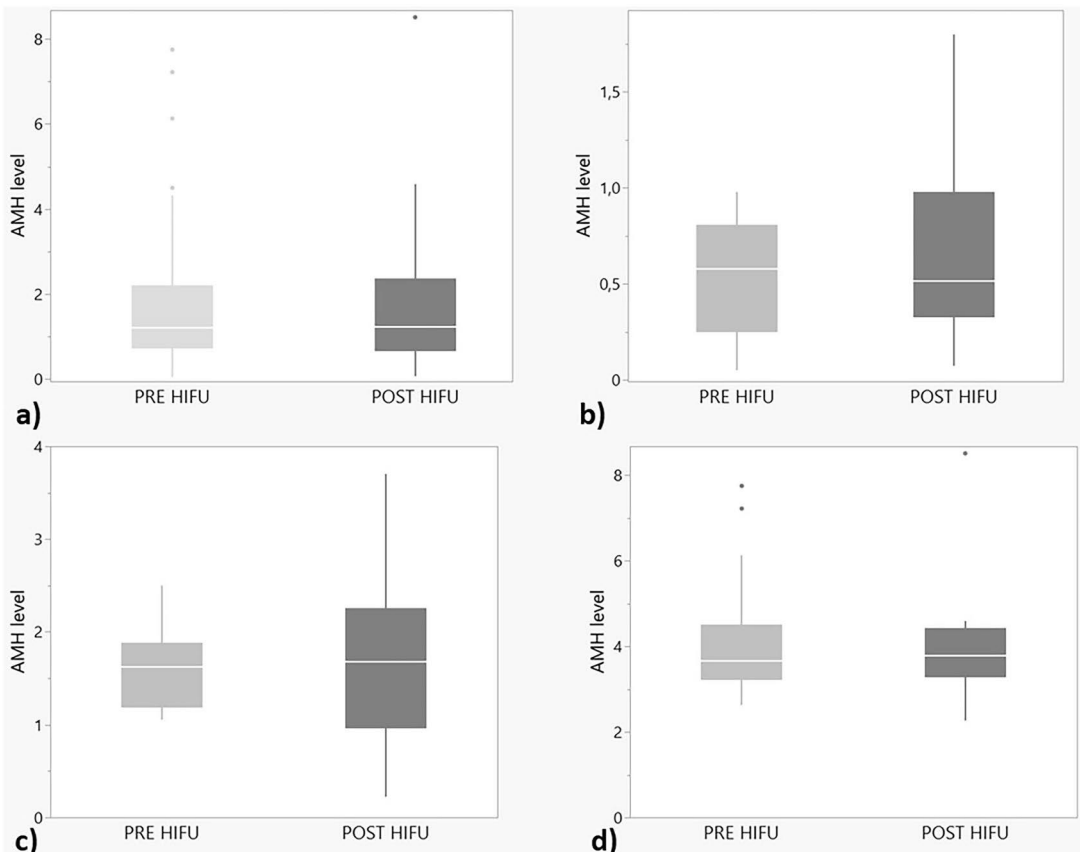 AMH level
8
6
4
2
0
PRE HIFU
POST HIFU
a)
AMH level
1,5
1,0
0,5
0
PRE HIFU
POST HIFU
b)
AMH level
4
3
2
1
0
PRE HIFU
POST HIFU
c)
AMH level
8
6
4
2
0
PRE HIFU
POST HIFU
d)